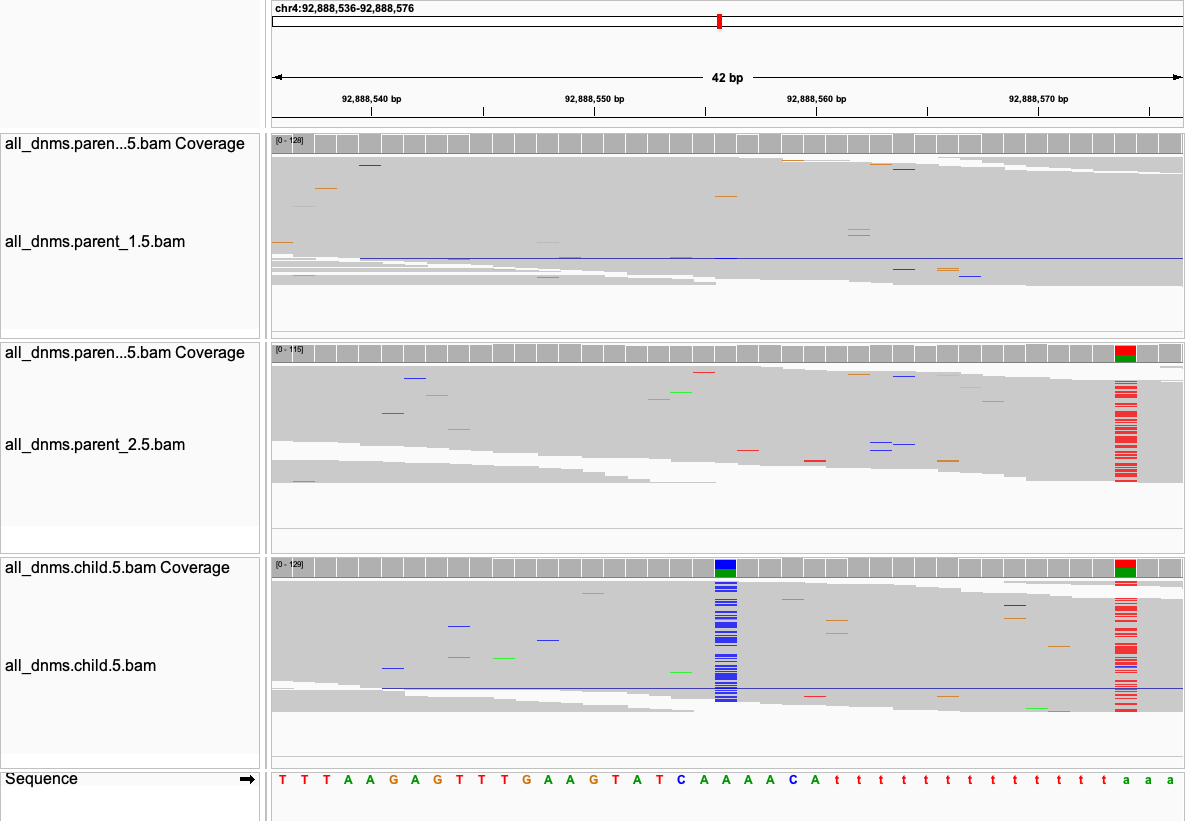 chr4:92,888,536-92,888,576
42 bp
92,888,540 bp 92,888,550 bp 92,888,560 bp 92,888,570 bp
all_dnms.paren...5.bam Coverage
[0 - 128]
all_dnms.parent_1.5.bam
all_dnms.paren...5.bam Coverage
[0 - 115]
all_dnms.parent_2.5.bam
all_dnms.child.5.bam Coverage
[0 - 129]
all_dnms.child.5.bam
Sequence
T T T A A G A G T T T G A A G T A T C A A A A C A t t t t t t t t t t t t t a a a